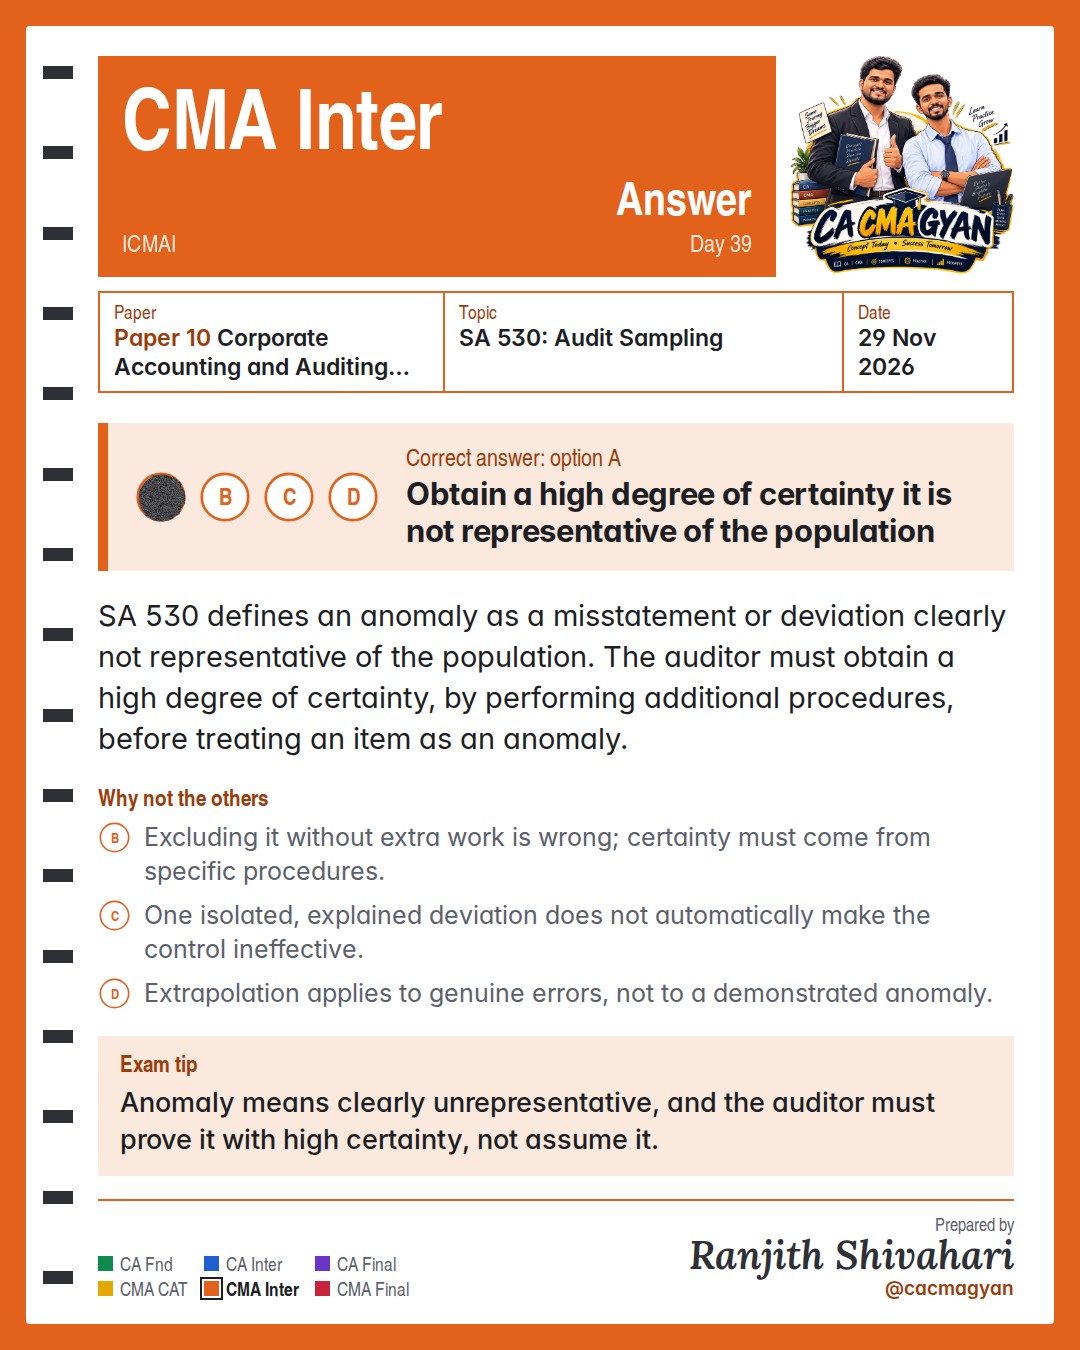 CMA Inter
Answer
ICMAI
Day 39
Learn
Practice
Grow
CA CMA GYAN
Concept Today • Success Tomorrow
Paper
Paper 10 Corporate
Accounting and Auditing...
Topic
SA 530: Audit Sampling
Date
29 Nov
2026
B C D
Correct answer: option A
Obtain a high degree of certainty it is
not representative of the population
SA 530 defines an anomaly as a misstatement or deviation clearly
not representative of the population. The auditor must obtain a
high degree of certainty, by performing additional procedures,
before treating an item as an anomaly.
Why not the others
B Excluding it without extra work is wrong; certainty must come from
specific procedures.
C One isolated, explained deviation does not automatically make the
control ineffective.
D Extrapolation applies to genuine errors, not to a demonstrated anomaly.
Exam tip
Anomaly means clearly unrepresentative, and the auditor must
prove it with high certainty, not assume it.
CA Fnd CA Inter CA Final
CMA CAT CMA Inter CMA Final
Prepared by
Ranjith Shivahari
@cacmagyan